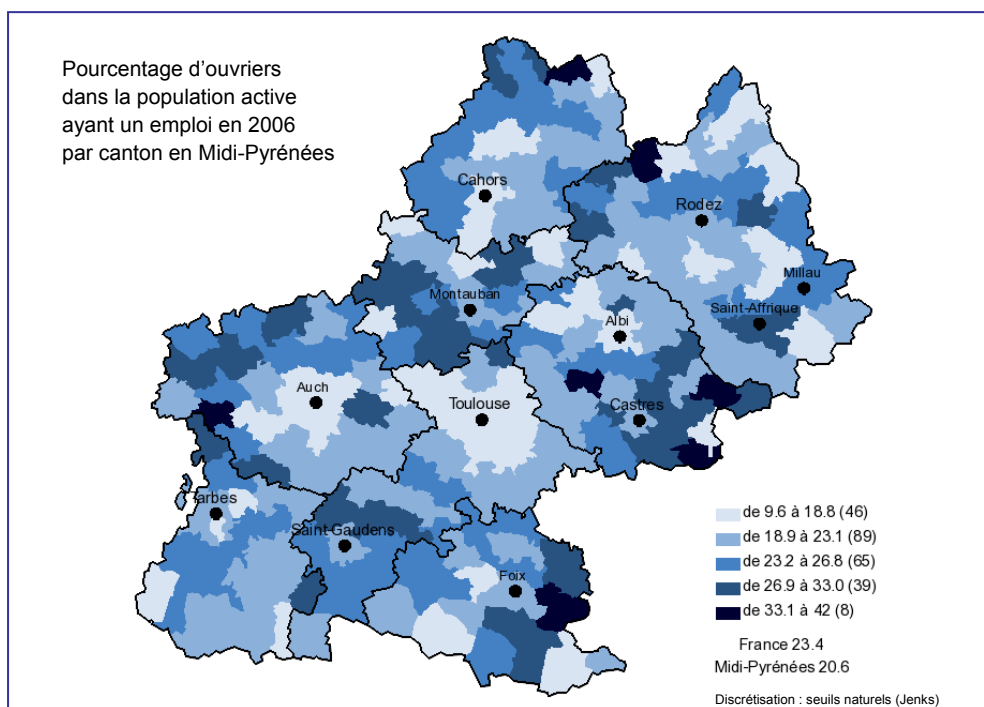 Pourcentage d'ouvriers
dans la population active
ayant un emploi en 2006
par canton en Midi-Pyrénées
Cahors
Rodez
Millau
Montauban
Saint-Affrique
Albi
Auch
Toulouse
Castres
Tarbes
Saint-Gaudens
Foix
de 9.6 à 18.8 (46)
de 18.9 à 23.1 (89)
de 23.2 à 26.8 (65)
de 26.9 à 33.0 (39)
de 33.1 à 42 (8)
France 23.4
Midi-Pyrénées 20.6
Discrétisation : seuils naturels (Jenks)